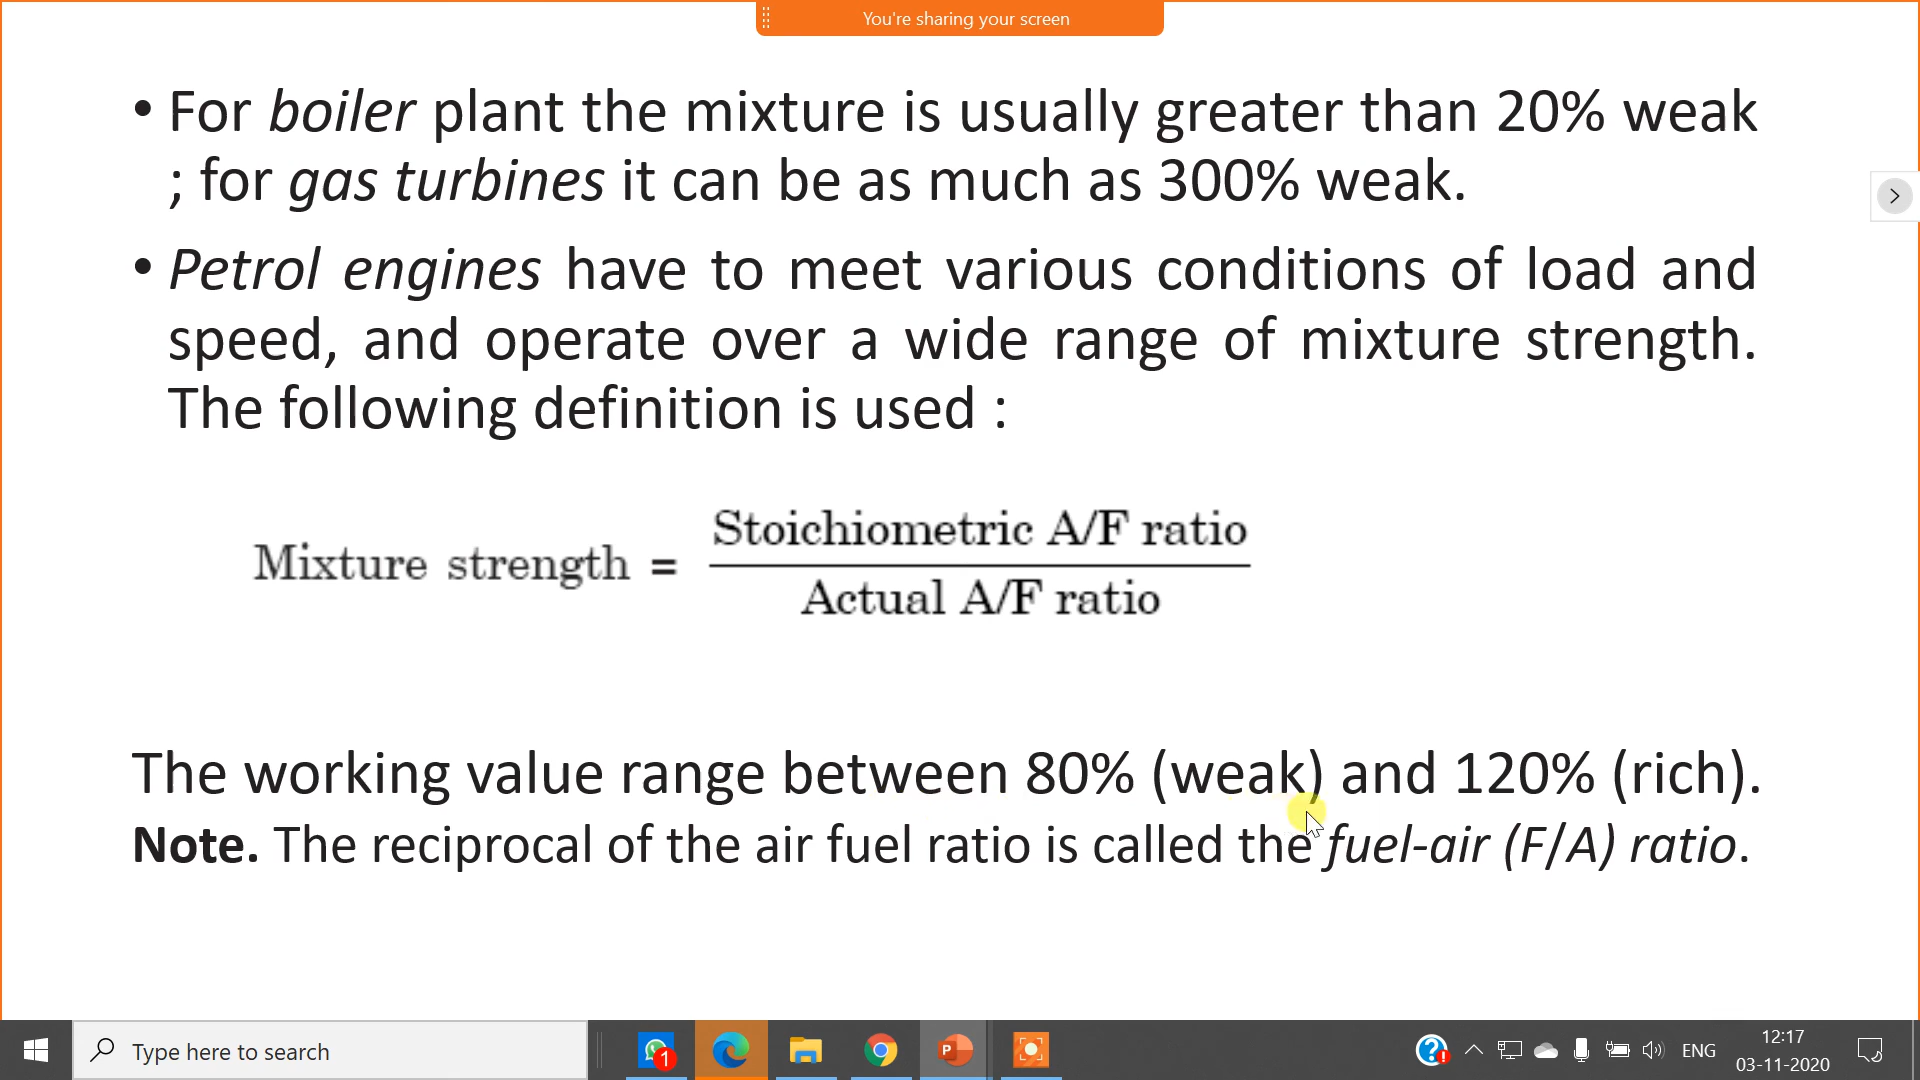 You're sharing your screen
• For boiler plant the mixture is usually greater than 20% weak
; for gas turbines it can be as much as 300% weak.
• Petrol engines have to meet various conditions of load and
speed, and operate over a wide range of mixture strength.
The following definition is used :
Mixture strength = Stoichiometric A/F ratio
Actual A/F ratio
The working value range between 80% (weak) and 120% (rich).
Note. The reciprocal of the air fuel ratio is called the fuel-air (F/A) ratio.
Type here to search
1
P
ENG
12:17
03-11-2020